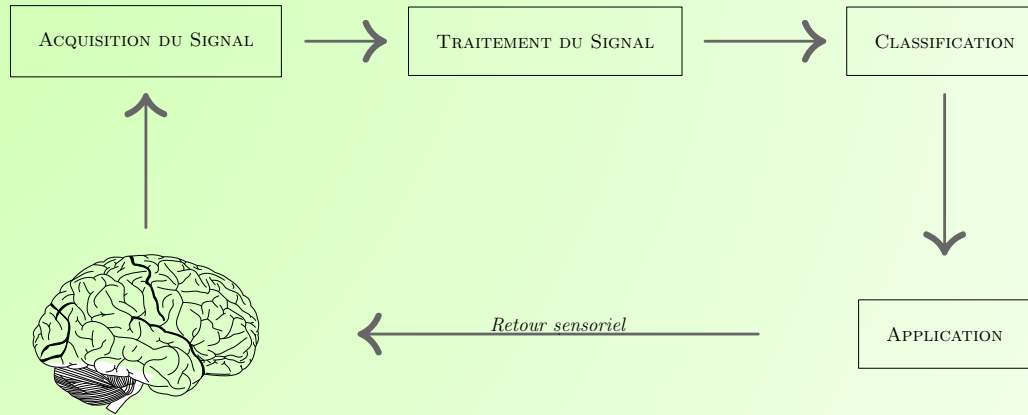 Acquisition du Signal
Traitement du Signal
Classification
Retour sensoriel
Application